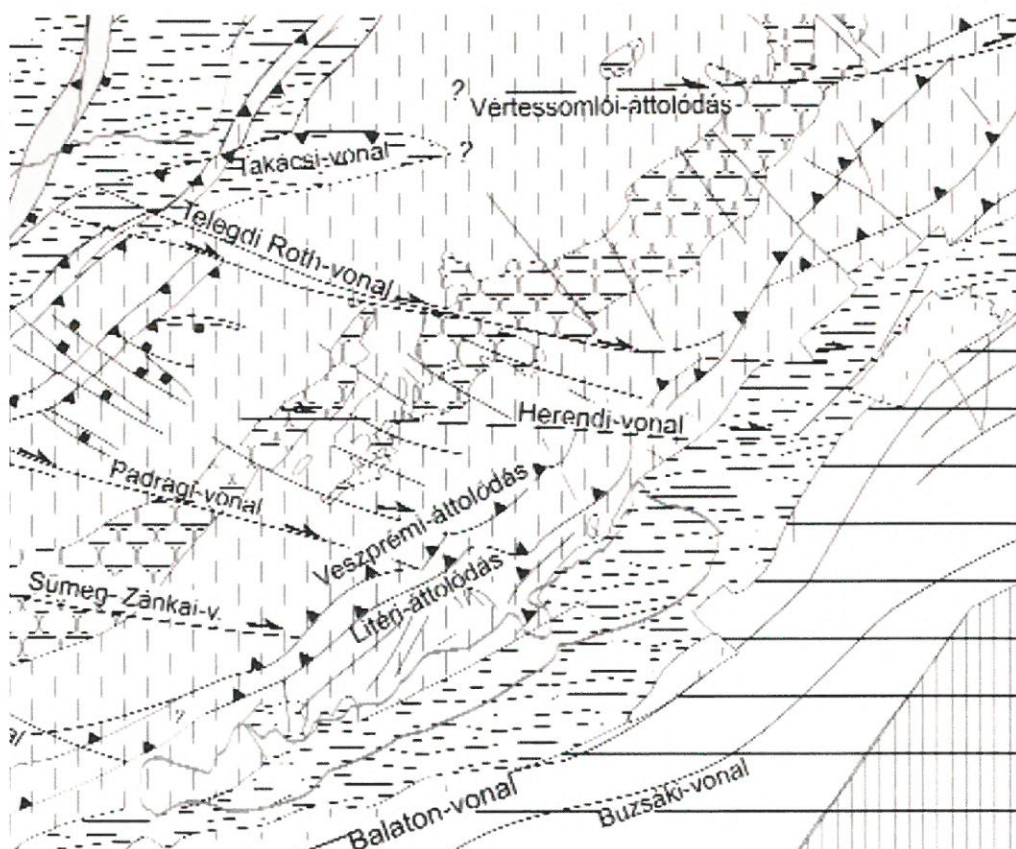 ?
Vértessomlói-áttolódás
Takácsi-vonal
?
Telegdi Roth-vonal
Herendi-vonal
Padragi-vonal
Veszprémi-áttolódás
Litéri-áttolódás
Sümeg- Zánkai-v.
Balaton-vonal
Buzsáki-vonal